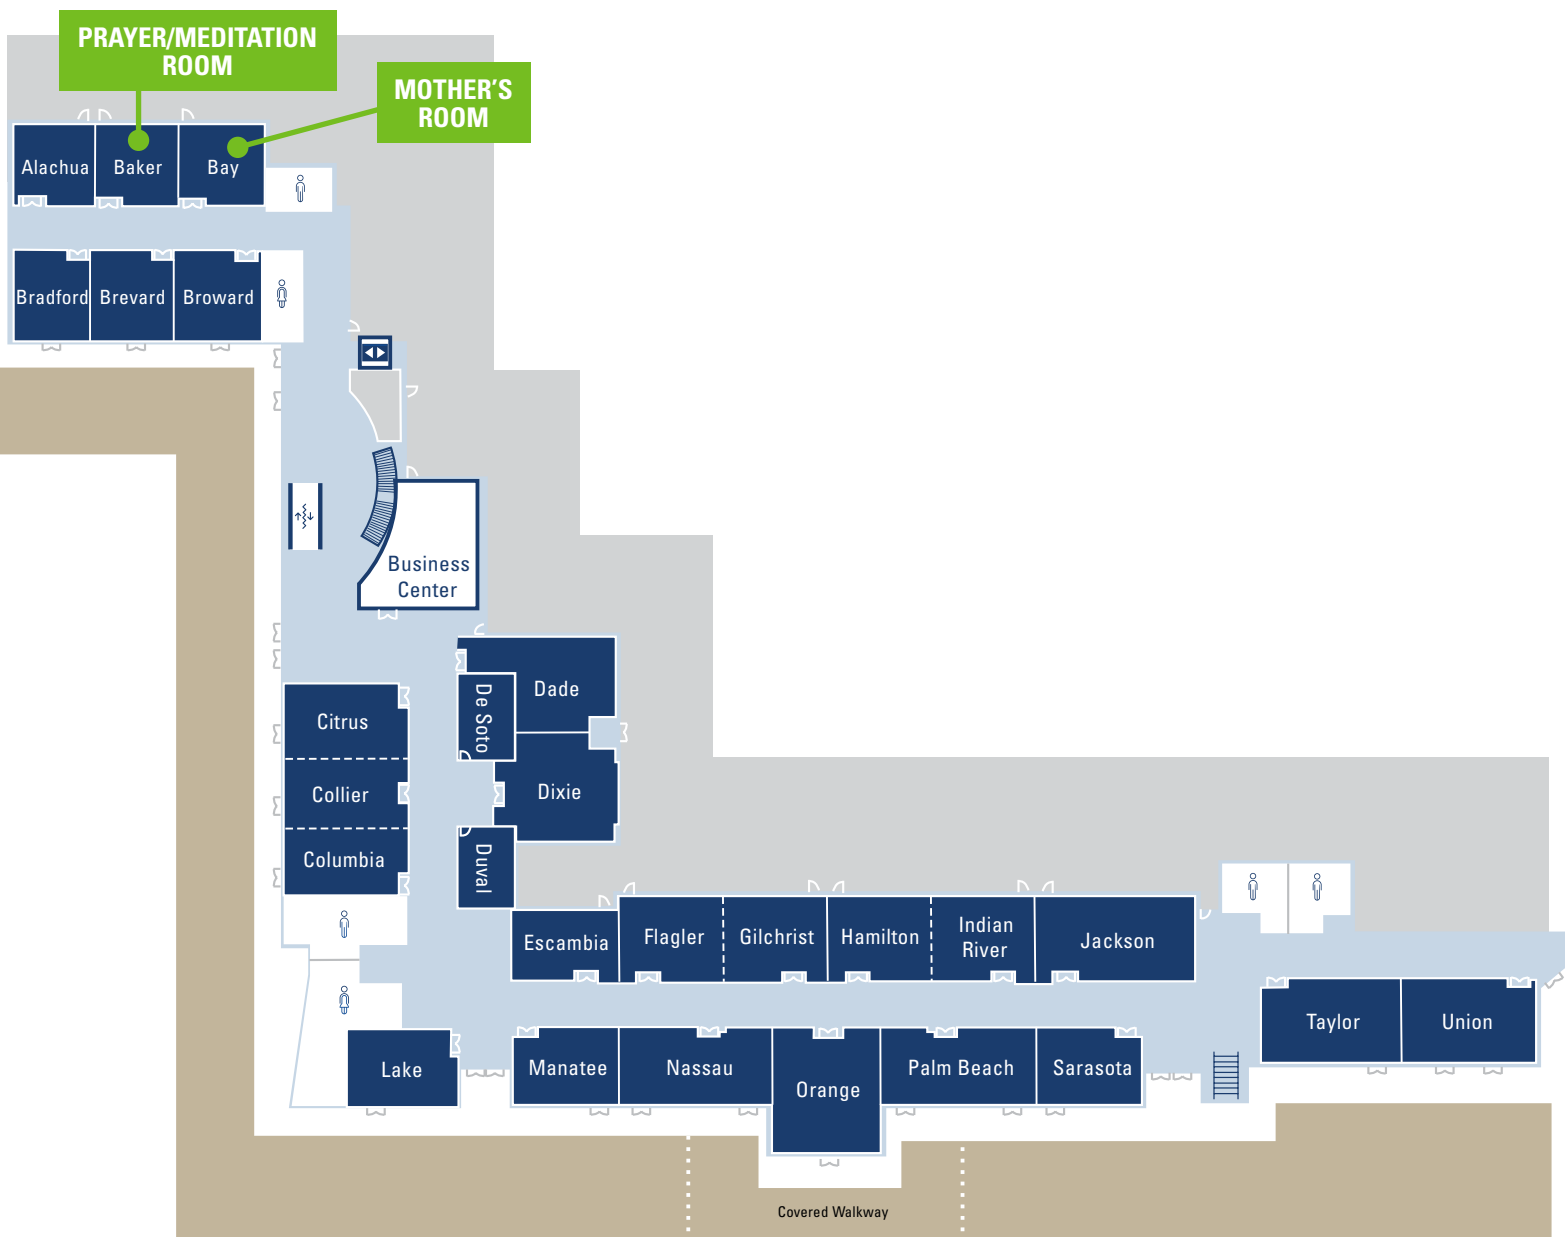 PRAYER/MEDITATION
ROOM
MOTHER'S
ROOM
Alachua
Baker
Bay
Bradford
Brevard
Broward
Business
Center
Dade
De Soto
Citrus
Collier
Dixie
Columbia
Duval
Escambia
Flagler
Gilchrist
Hamilton
Indian
River
Jackson
Taylor
Union
Lake
Manatee
Nassau
Orange
Palm Beach
Sarasota
Covered Walkway